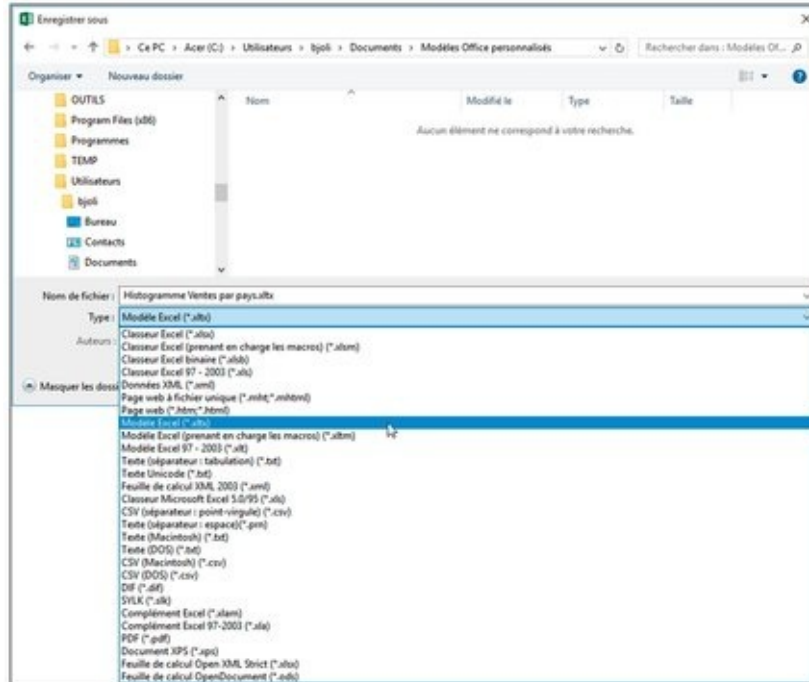 Enregistrer sous
Ce PC › Acer (C:) › Utilisateurs › bjoli › Documents › Modèles Office personnalisés
Rechercher dans : Modèles Of...
Organiser
Nouveau dossier
OUTILS
Program Files (x86)
Programmes
TEMP
Utilisateurs
bjoli
Bureau
Contacts
Documents
Nom Modifié le Type Taille
Aucun élément ne correspond à votre recherche.
Nom de fichier : Histogramme Ventes par pays.xltx
Type : Modèle Excel (*.xltx)
Auteurs :
Masquer les dossi
Classeur Excel (*.xlsx)
Classeur Excel (prenant en charge les macros) (*.xlsm)
Classeur Excel binaire (*.xlsb)
Classeur Excel 97 - 2003 (*.xls)
Données XML (*.xml)
Page web à fichier unique (*.mht;*.mhtml)
Page web (*.htm;*.html)
Modèle Excel (*.xltx)
Modèle Excel (prenant en charge les macros) (*.xltm)
Modèle Excel 97 - 2003 (*.xlt)
Texte (séparateur : tabulation) (*.txt)
Texte Unicode (*.txt)
Feuille de calcul XML 2003 (*.xml)
Classeur Microsoft Excel 5.0/95 (*.xls)
CSV (séparateur : point-virgule) (*.csv)
Texte (séparateur : espace)(*.prn)
Texte (Macintosh) (*.txt)
Texte (DOS) (*.txt)
CSV (Macintosh) (*.csv)
CSV (DOS) (*.csv)
DIF (*.dif)
SYLK (*.slk)
Complément Excel (*.xlam)
Complément Excel 97-2003 (*.xla)
PDF (*.pdf)
Document XPS (*.xps)
Feuille de calcul Open XML Strict (*.xlsx)
Feuille de calcul OpenDocument (*.ods)